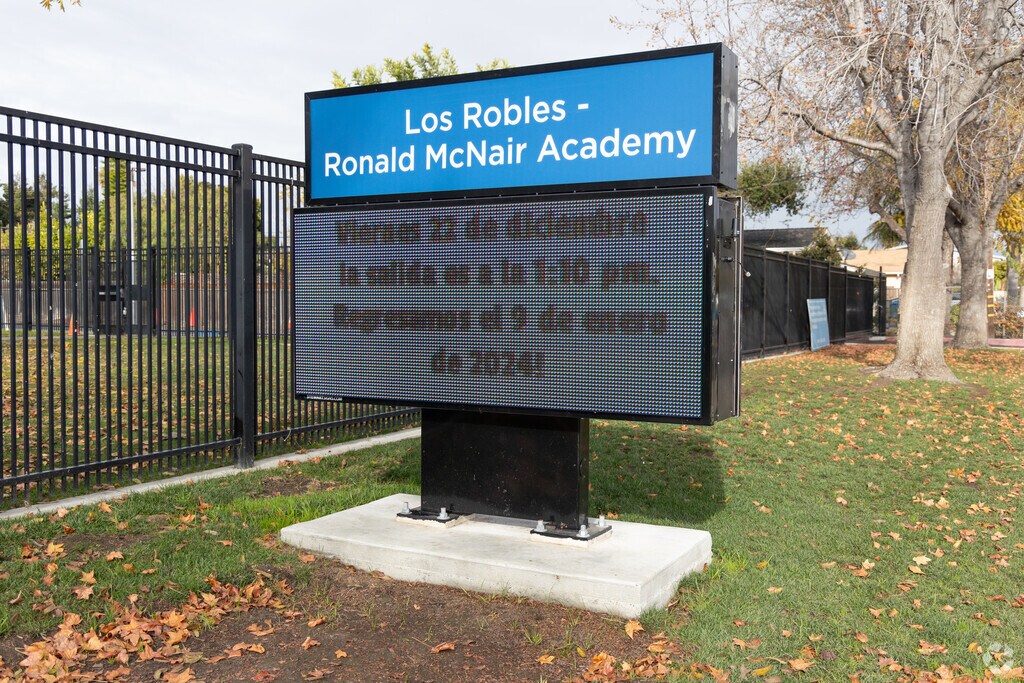 Los Robles -
Ronald McNair Academy
Viernes 22 de diciembre
la salida es a la 1:10 pm.
Regresamos el 9 de enero
de 2024!